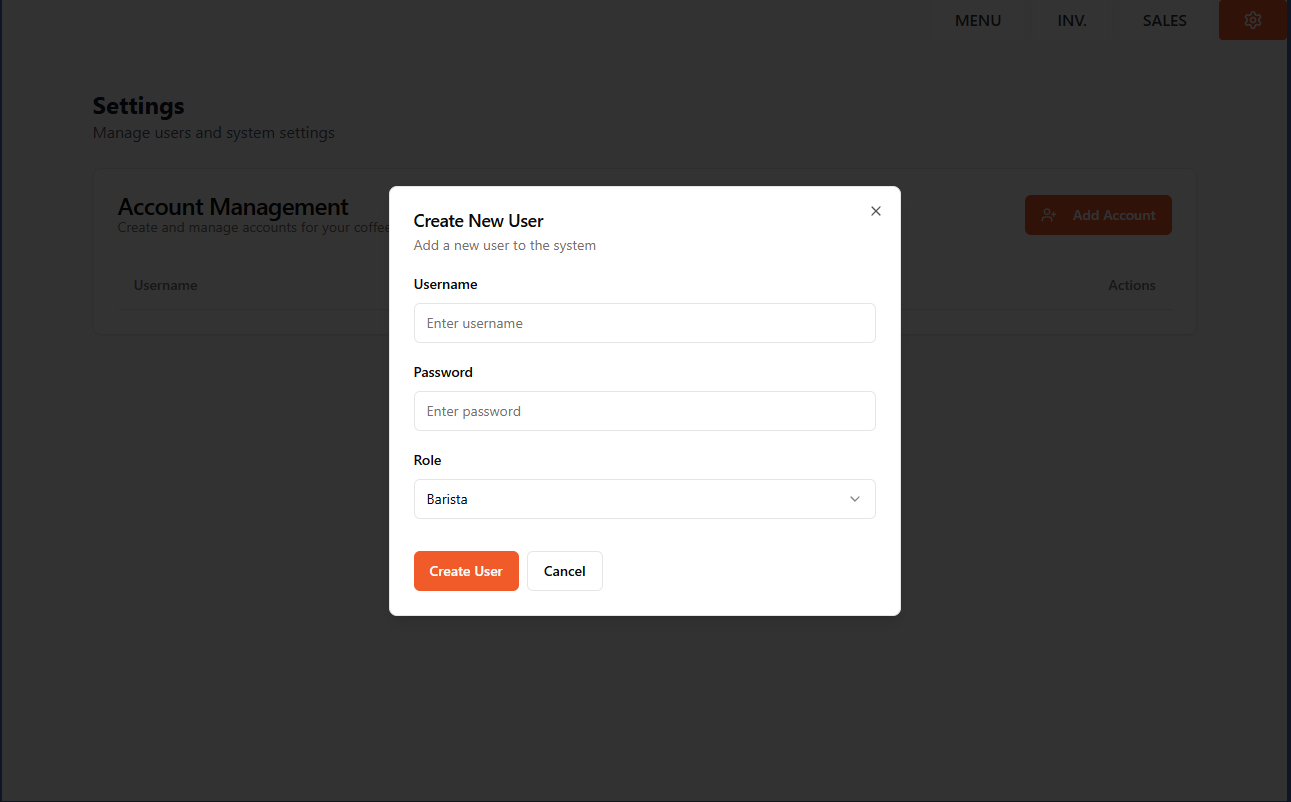 MENU INV. SALES
Settings
Manage users and system settings
Account Management
Create and manage accounts for your coffee
Add Account
Username Actions
Create New User
Add a new user to the system
Username
Enter username
Password
Enter password
Role
Barista
Create User Cancel